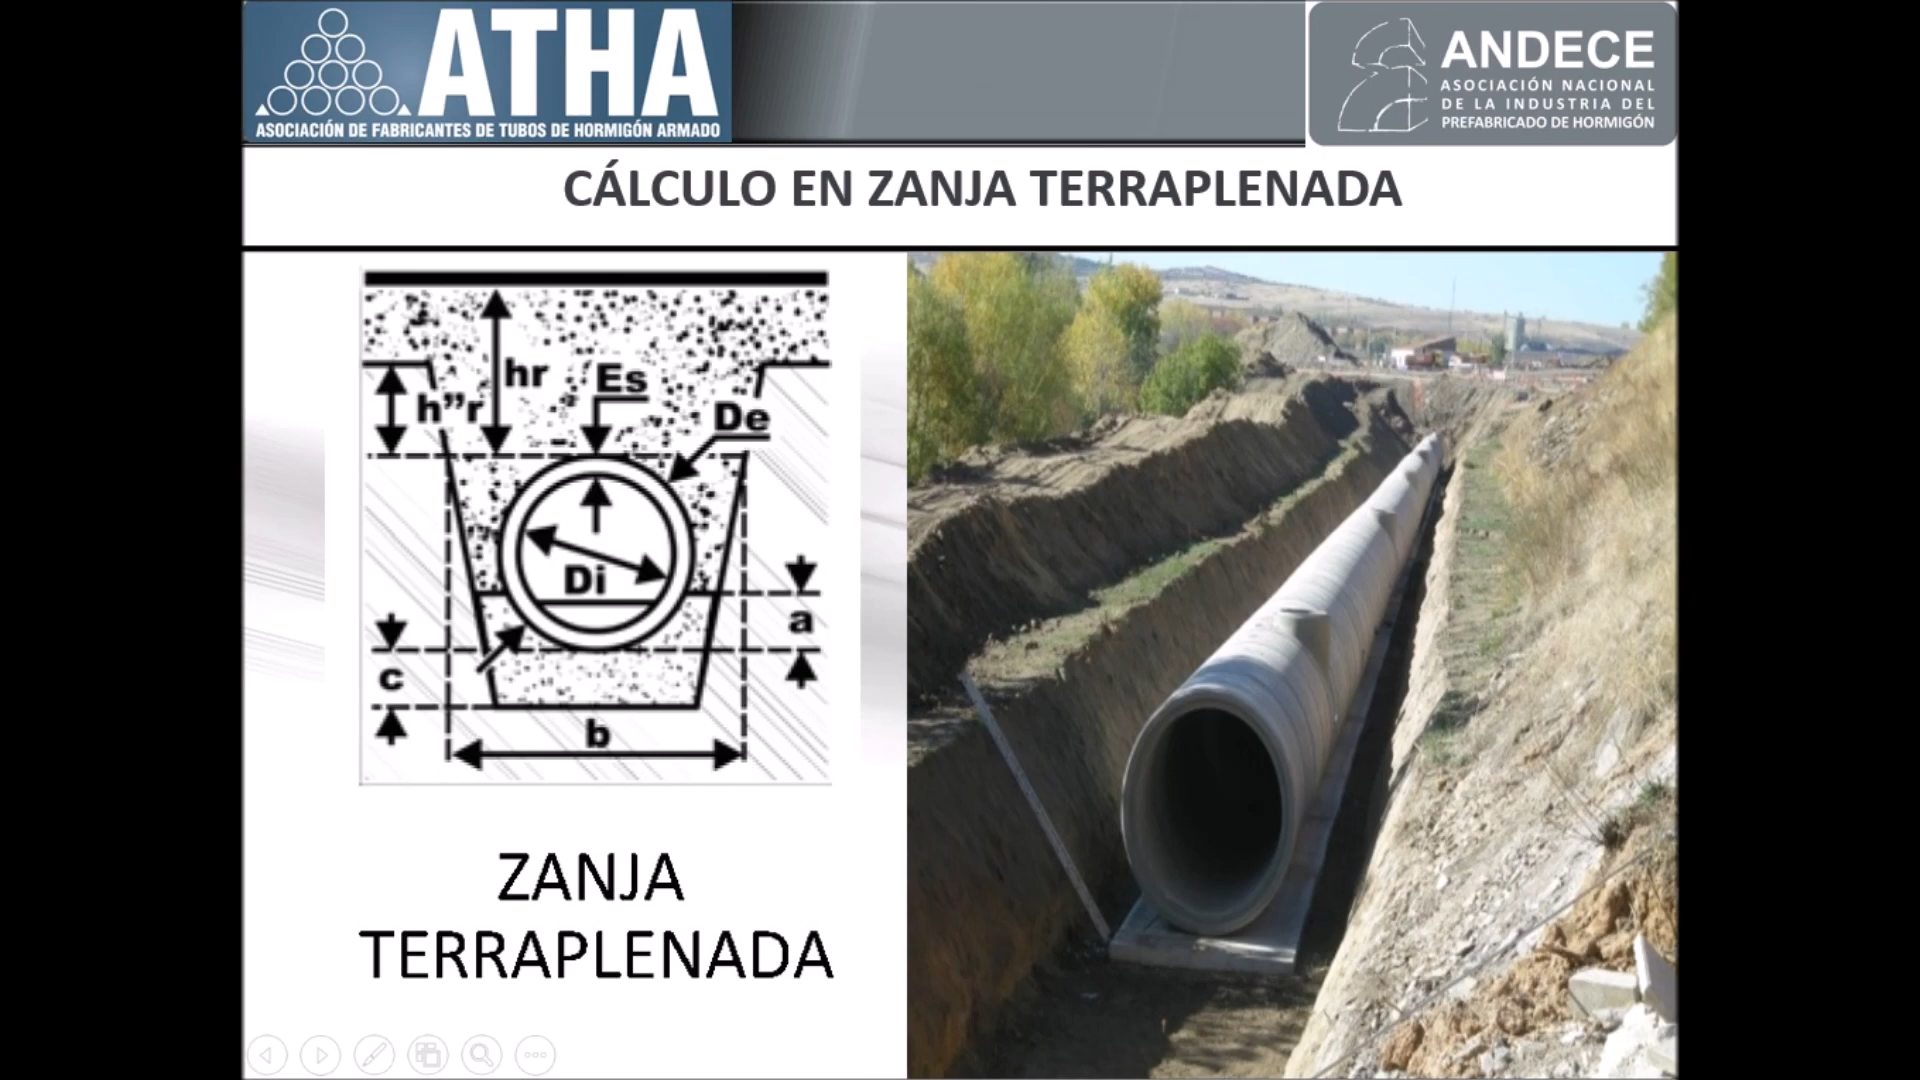 ATHA
ASOCIACIÓN DE FABRICANTES DE TUBOS DE HORMIGÓN ARMADO
ANDECE
ASOCIACIÓN NACIONAL
DE LA INDUSTRIA DEL
PREFABRICADO DE HORMIGÓN
CÁLCULO EN ZANJA TERRAPLENADA
hr
Es
h”r
De
Di
a
c
b
ZANJA
TERRAPLENADA